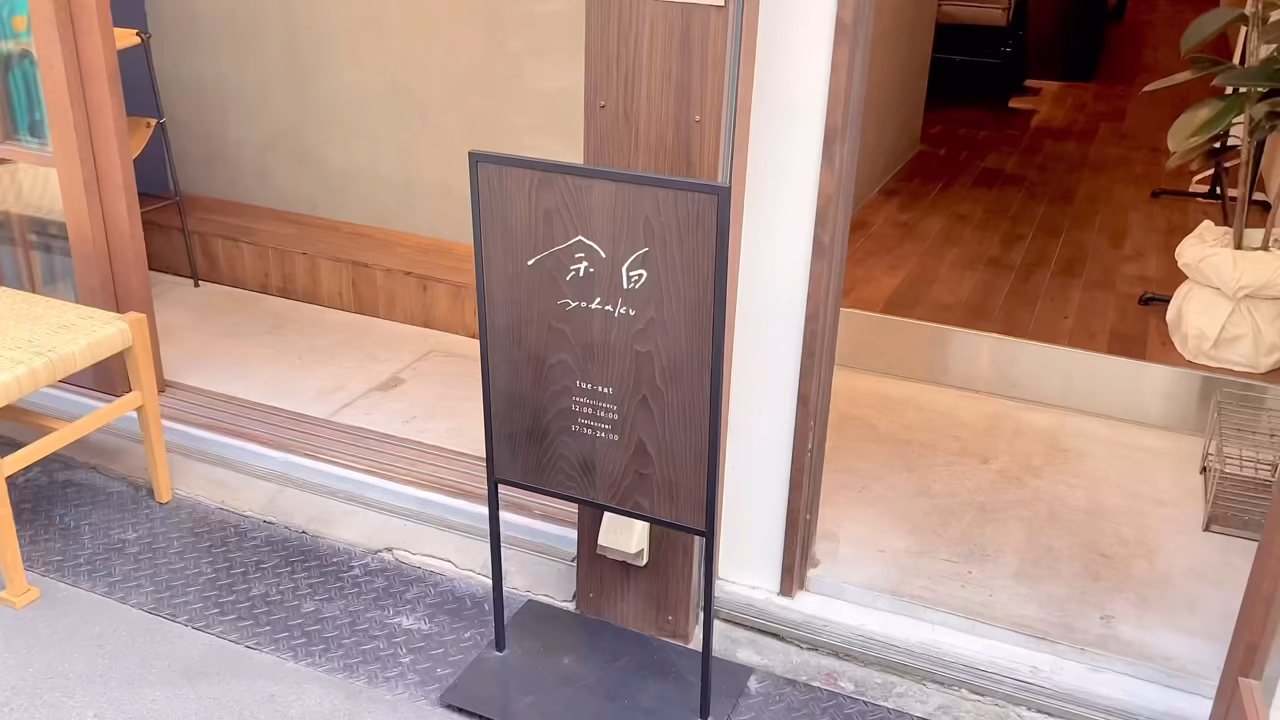 余白
yohaku
tue-sat
confectionery
12:00-16:00
restaurant
17:30-24:00